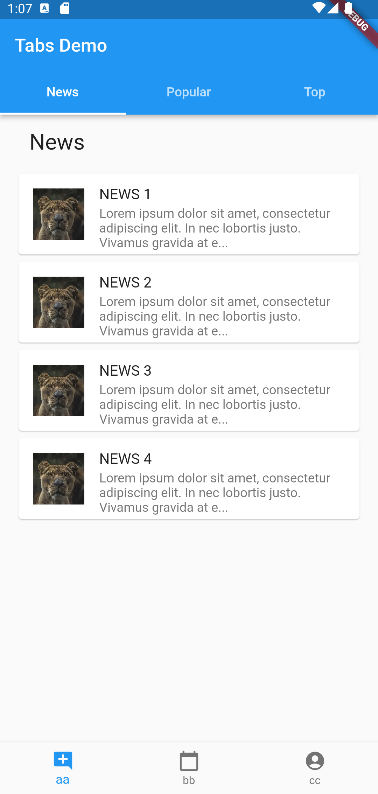 1:07
DEBUG
Tabs Demo
News Popular Top
News
NEWS 1
Lorem ipsum dolor sit amet, consectetur
adipiscing elit. In nec lobortis justo.
Vivamus gravida at e...
NEWS 2
Lorem ipsum dolor sit amet, consectetur
adipiscing elit. In nec lobortis justo.
Vivamus gravida at e...
NEWS 3
Lorem ipsum dolor sit amet, consectetur
adipiscing elit. In nec lobortis justo.
Vivamus gravida at e...
NEWS 4
Lorem ipsum dolor sit amet, consectetur
adipiscing elit. In nec lobortis justo.
Vivamus gravida at e...
aa bb cc